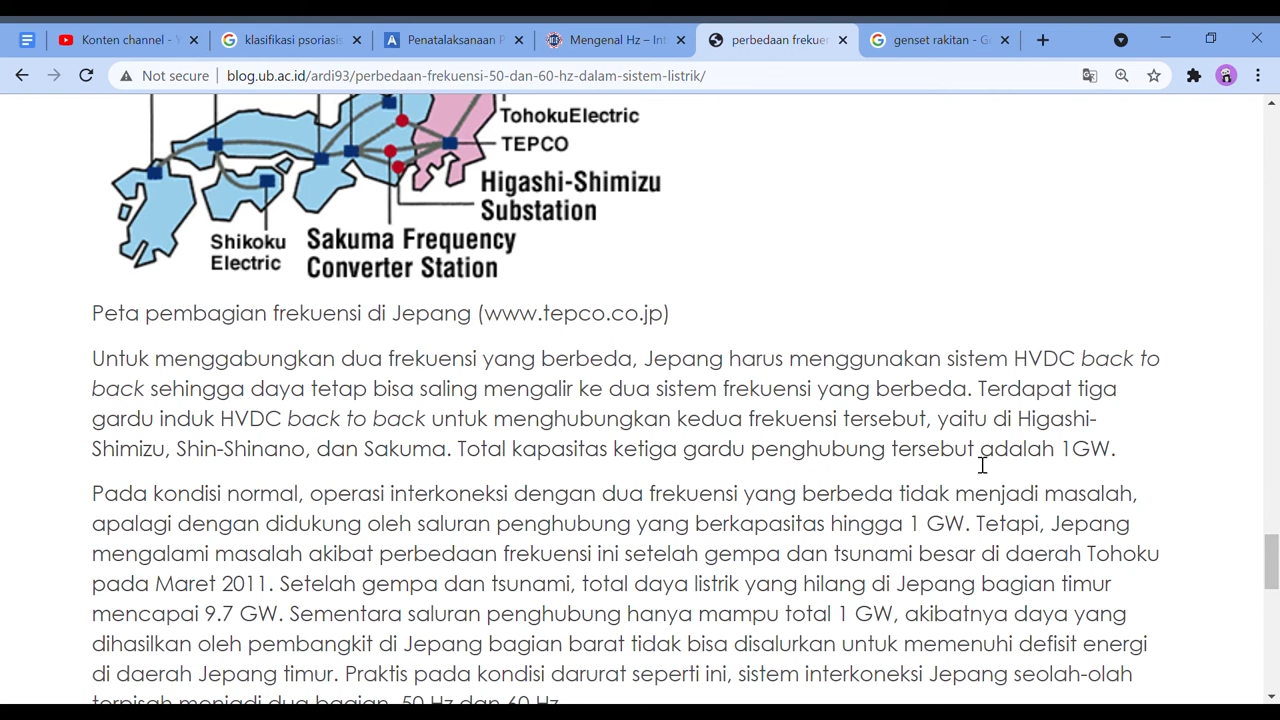 Konten channel - Y
klasifikasi psoriasis
Penatalaksanaan P
Mengenal Hz – Int
perbedaan frekuen
genset rakitan - G
Not secure
blog.ub.ac.id/ardi93/perbedaan-frekuensi-50-dan-60-hz-dalam-sistem-listrik/
TohokuElectric
TEPCO
Higashi-Shimizu
Substation
Shikoku
Electric
Sakuma Frequency
Converter Station
Peta pembagian frekuensi di Jepang (www.tepco.co.jp)
Untuk menggabungkan dua frekuensi yang berbeda, Jepang harus menggunakan sistem HVDC back to
back sehingga daya tetap bisa saling mengalir ke dua sistem frekuensi yang berbeda. Terdapat tiga
gardu induk HVDC back to back untuk menghubungkan kedua frekuensi tersebut, yaitu di Higashi-
Shimizu, Shin-Shinano, dan Sakuma. Total kapasitas ketiga gardu penghubung tersebut adalah 1GW.
Pada kondisi normal, operasi interkoneksi dengan dua frekuensi yang berbeda tidak menjadi masalah,
apalagi dengan didukung oleh saluran penghubung yang berkapasitas hingga 1 GW. Tetapi, Jepang
mengalami masalah akibat perbedaan frekuensi ini setelah gempa dan tsunami besar di daerah Tohoku
pada Maret 2011. Setelah gempa dan tsunami, total daya listrik yang hilang di Jepang bagian timur
mencapai 9.7 GW. Sementara saluran penghubung hanya mampu total 1 GW, akibatnya daya yang
dihasilkan oleh pembangkit di Jepang bagian barat tidak bisa disalurkan untuk memenuhi defisit energi
di daerah Jepang timur. Praktis pada kondisi darurat seperti ini, sistem interkoneksi Jepang seolah-olah
terpisah menjadi dua bagian, 50 Hz dan 60 Hz.